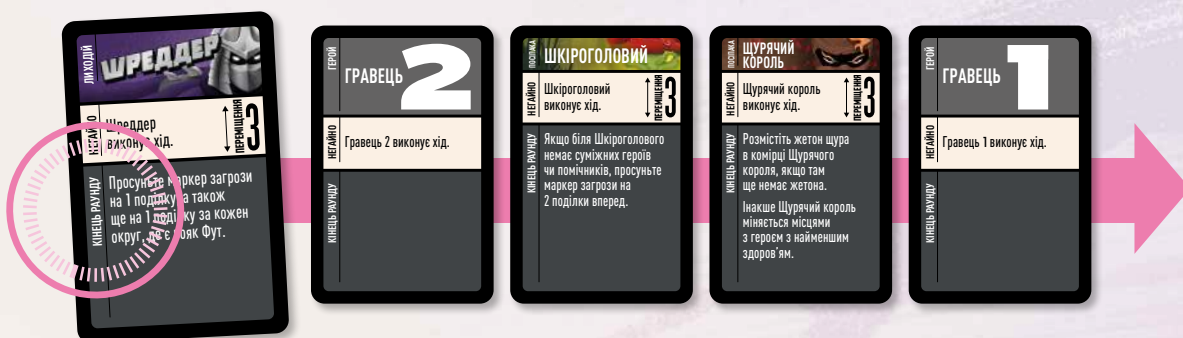 ЛИХОДІЙ
ШРЕДДЕР
НЕГАЙНО
Шреддер
виконує хід.
ПЕРЕМІЩЕННЯ
3
КІНЕЦЬ РАУНДУ
Просуньте маркер загрози
на 1 поділку, а також
ще на 1 поділку за кожен
округ, де є вояк Фут.
ГЕРОЙ
ГРАВЕЦЬ
2
НЕГАЙНО
Гравець 2 виконує хід.
КІНЕЦЬ РАУНДУ
ПОСІПАКА
ШКІРОГОЛОВИЙ
НЕГАЙНО
Шкіроголовий
виконує хід.
ПЕРЕМІЩЕННЯ
3
КІНЕЦЬ РАУНДУ
Якщо біля Шкіроголового
немає суміжних героїв
чи помічників, просуньте
маркер загрози на
2 поділки вперед.
ПОСІПАКА
ЩУРЯЧИЙ
КОРОЛЬ
НЕГАЙНО
Щурячий король
виконує хід.
ПЕРЕМІЩЕННЯ
3
КІНЕЦЬ РАУНДУ
Розмістіть жетон щура
в комірці Щурячого
короля, якщо там
ще немає жетона.
Інакше Щурячий король
міняється місцями
з героєм з найменшим
здоров'ям.
ГЕРОЙ
ГРАВЕЦЬ
1
НЕГАЙНО
Гравець 1 виконує хід.
КІНЕЦЬ РАУНДУ